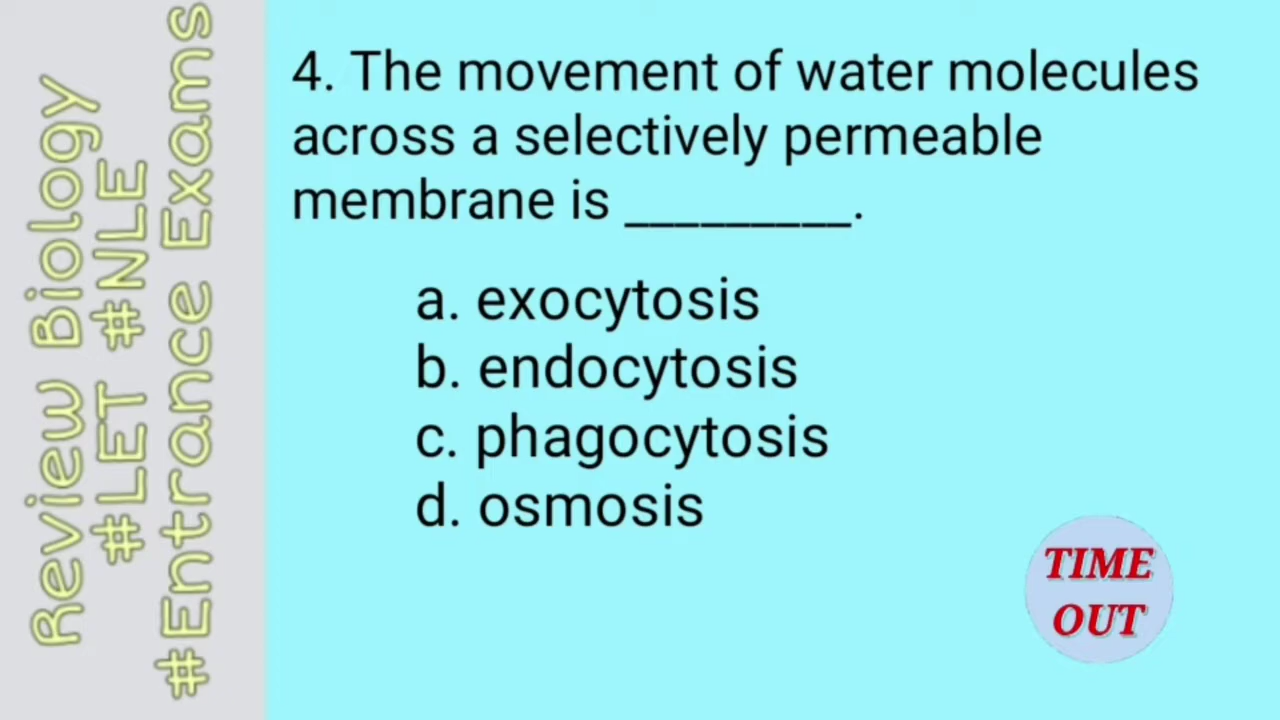 Review Biology
#LET #NLE
#Entrance Exams
4. The movement of water molecules
across a selectively permeable
membrane is _________.
a. exocytosis
b. endocytosis
c. phagocytosis
d. osmosis
TIME
OUT